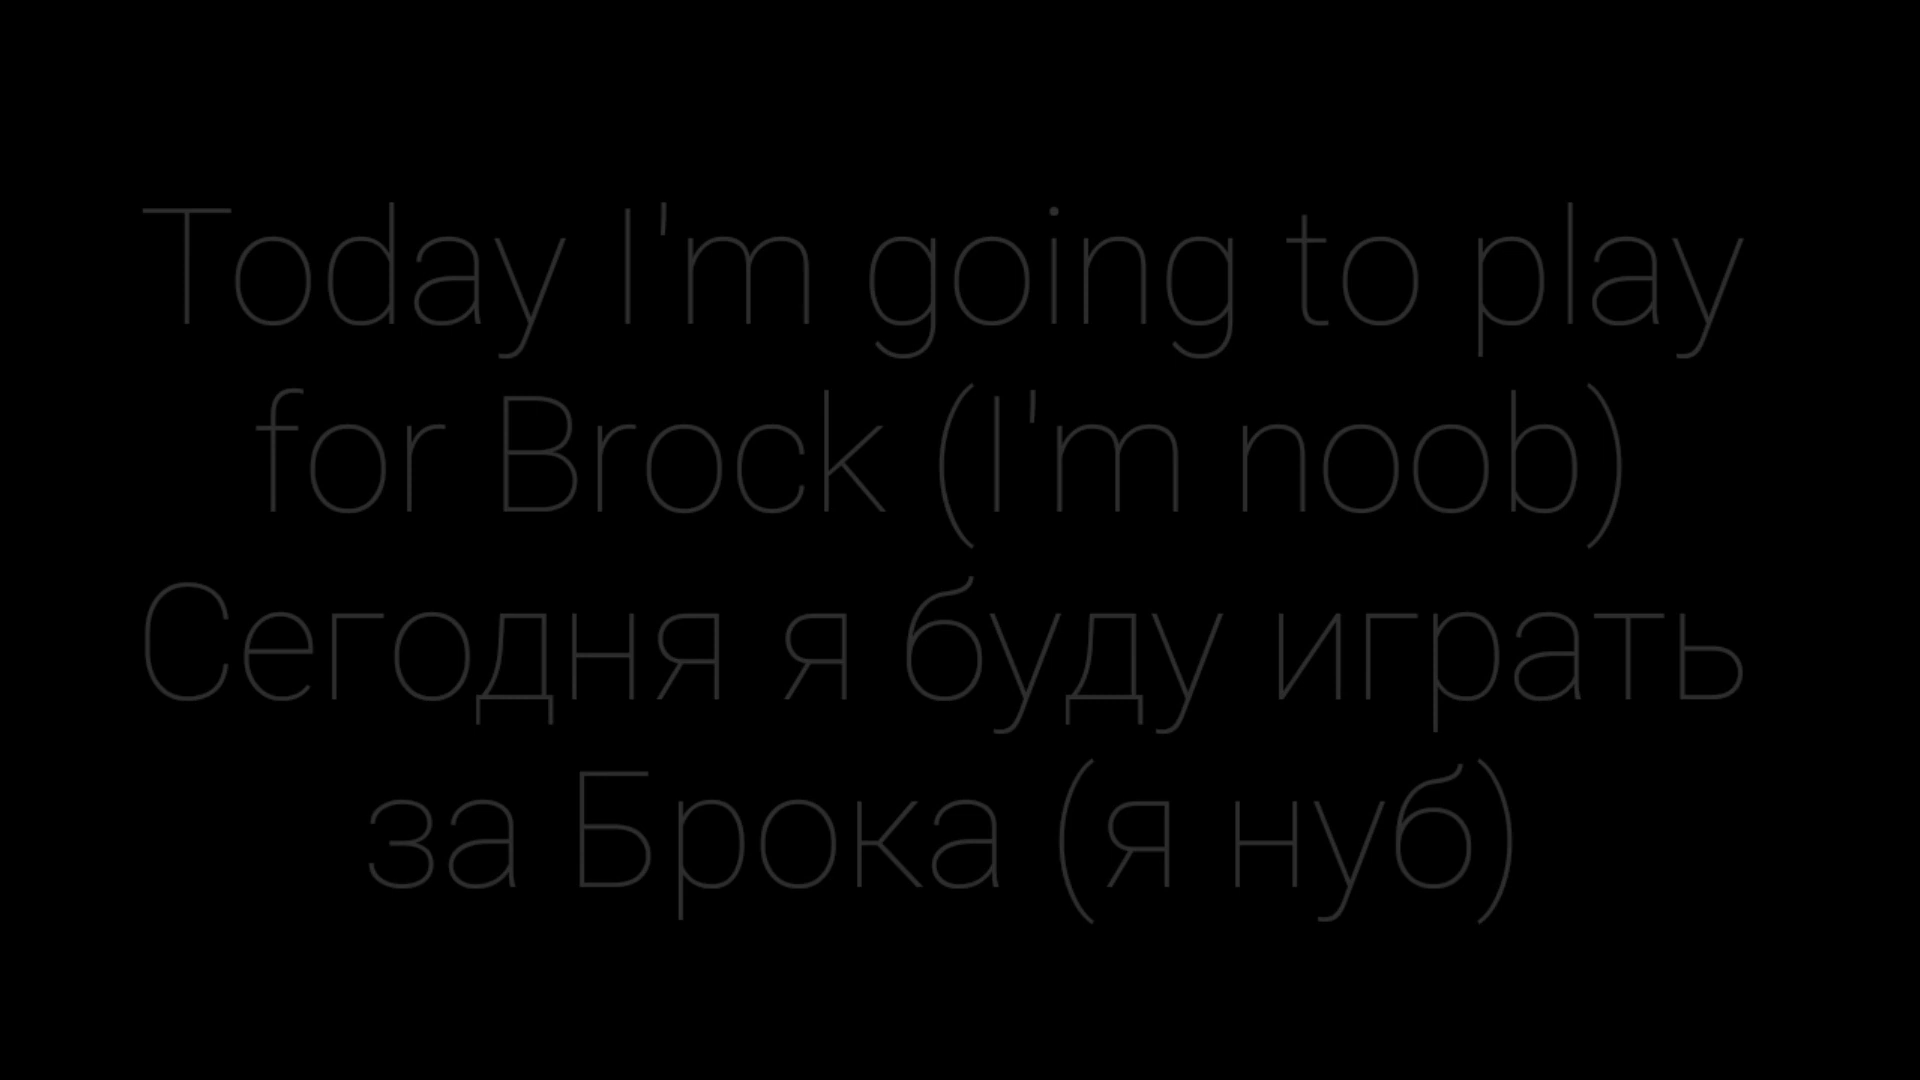 Today I'm going to play
for Brock (I'm noob)
Сегодня я буду играть
за Брока (я нуб)